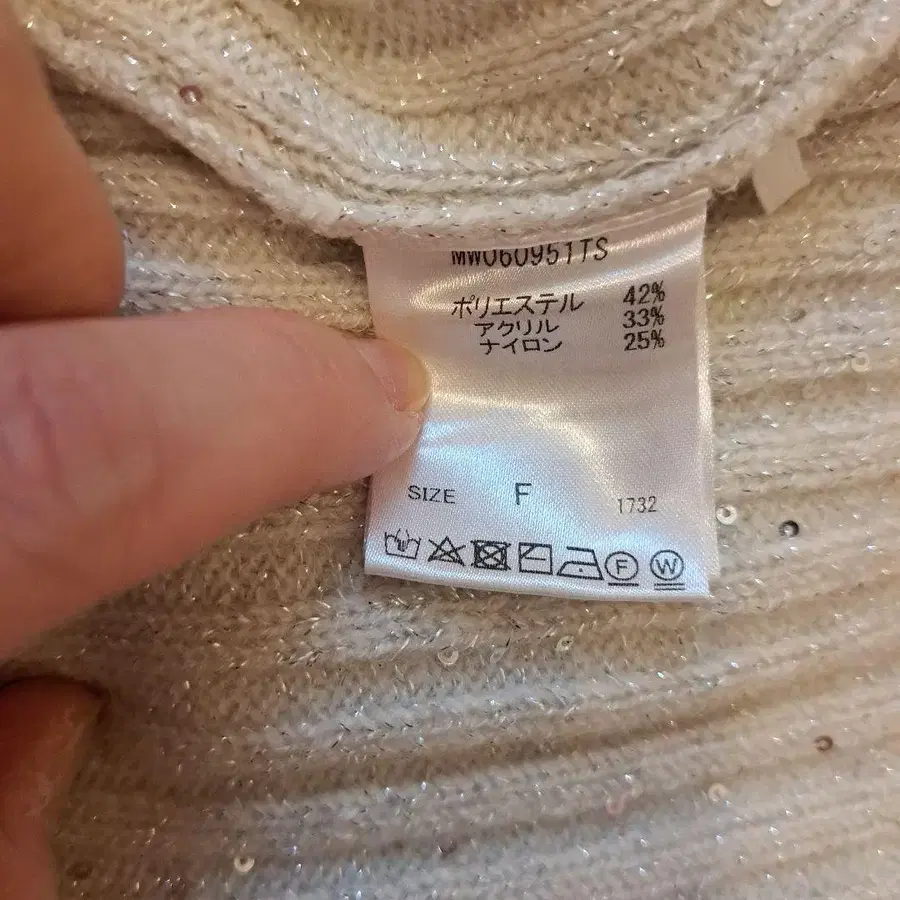 MW060951TS
ポリエステル 42%
アクリル 33%
ナイロン 25%
SIZE F 1732
F W